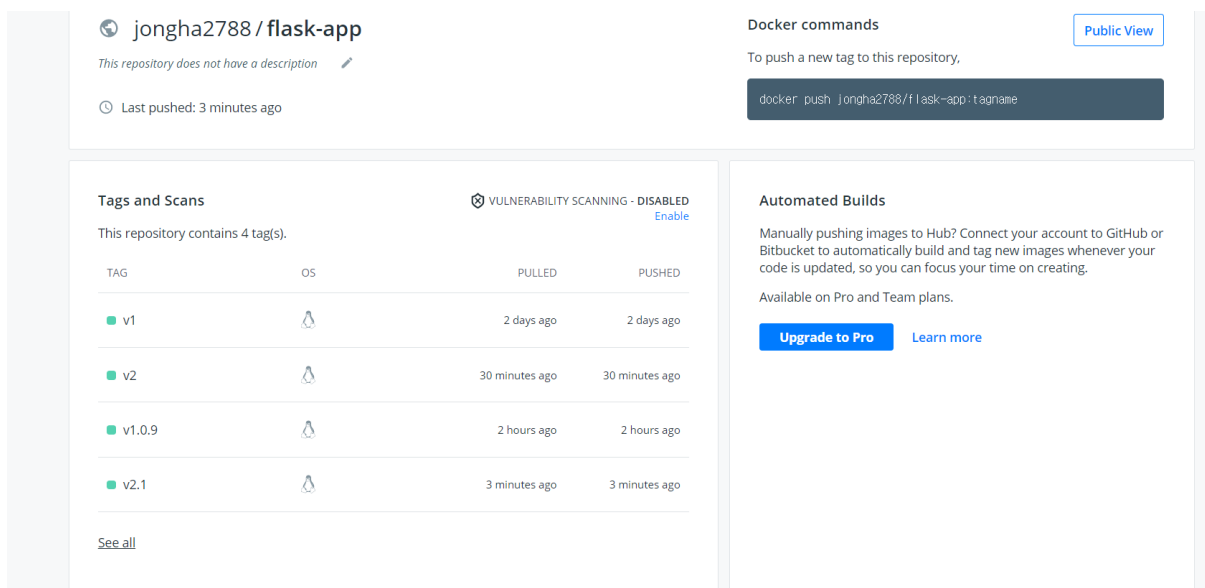 jongha2788 / flask-app
This repository does not have a description
Last pushed: 3 minutes ago
Docker commands
Public View
To push a new tag to this repository,
docker push jongha2788/flask-app:tagname
Tags and Scans
VULNERABILITY SCANNING - DISABLED
Enable
This repository contains 4 tag(s).
TAG OS PULLED PUSHED
v1 2 days ago 2 days ago
v2 30 minutes ago 30 minutes ago
v1.0.9 2 hours ago 2 hours ago
v2.1 3 minutes ago 3 minutes ago
See all
Automated Builds
Manually pushing images to Hub? Connect your account to GitHub or
Bitbucket to automatically build and tag new images whenever your
code is updated, so you can focus your time on creating.
Available on Pro and Team plans.
Upgrade to Pro Learn more